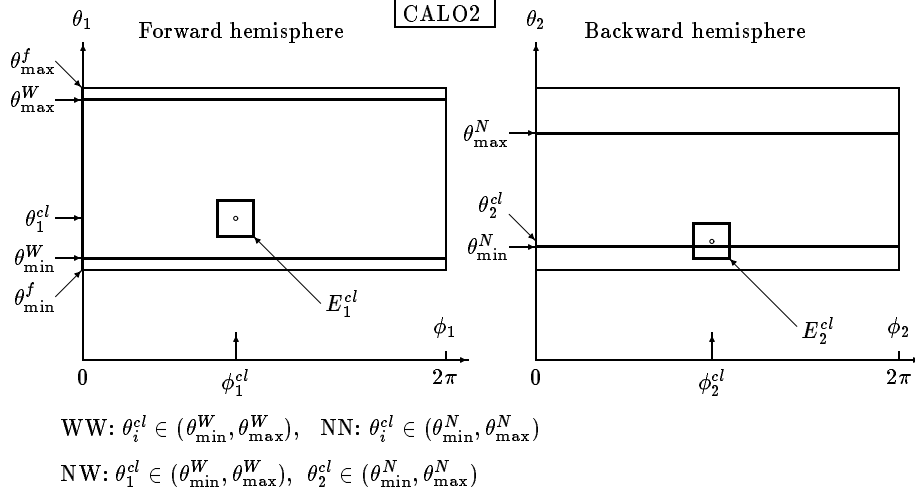 CALO2
Forward hemisphere
θ₁
θ^f_max
θ^W_max
θ^cl_1
θ^W_min
θ^f_min
E^cl_1
ϕ₁
0
ϕ^cl_1
2π
Backward hemisphere
θ₂
θ^N_max
θ^cl_2
θ^N_min
E^cl_2
ϕ₂
0
ϕ^cl_2
2π
WW: θ^cl_i ∈ (θ^W_min, θ^W_max), NN: θ^cl_i ∈ (θ^N_min, θ^N_max)
NW: θ^cl_1 ∈ (θ^W_min, θ^W_max), θ^cl_2 ∈ (θ^N_min, θ^N_max)